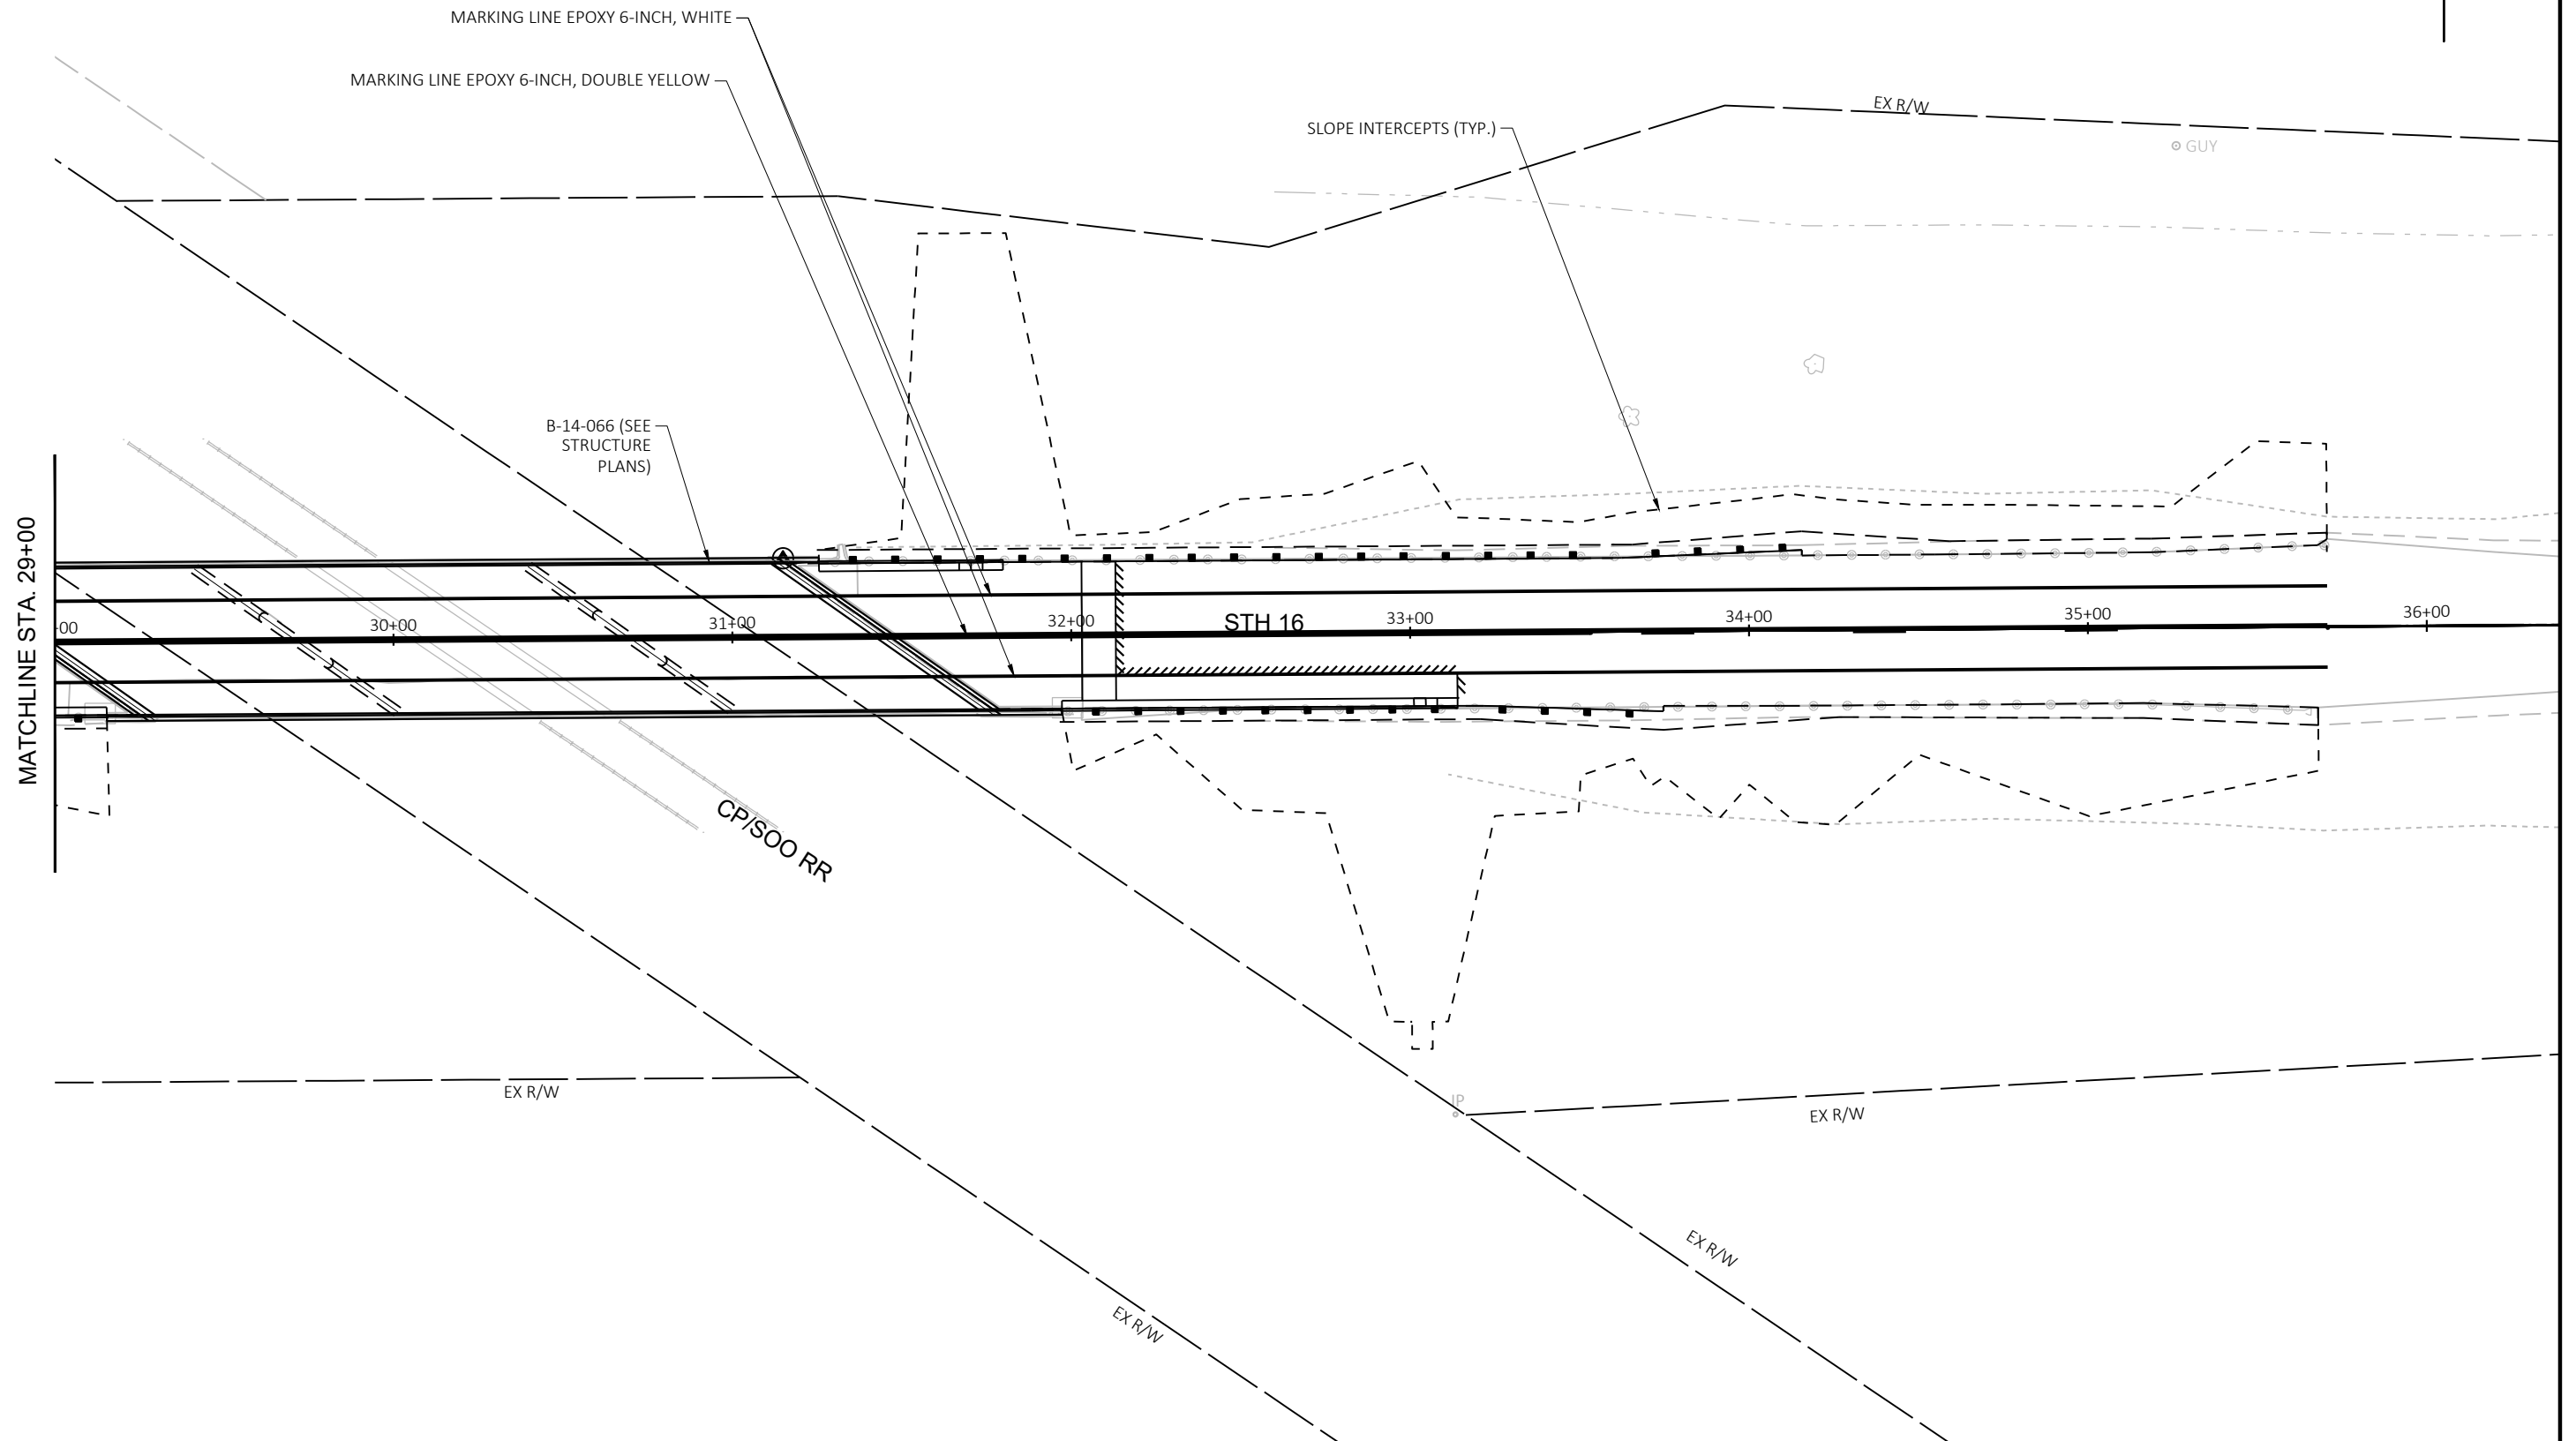 MARKING LINE EPOXY 6-INCH, WHITE
MARKING LINE EPOXY 6-INCH, DOUBLE YELLOW
EX R/W
SLOPE INTERCEPTS (TYP.)
GUY
B-14-066 (SEE
STRUCTURE
PLANS)
MATCHLINE STA. 29+00
+00
30+00
31+00
32+00
STH 16
33+00
34+00
35+00
36+00
CP/SOO RR
EX R/W
IP
EX R/W
EX R/W
EX R/W